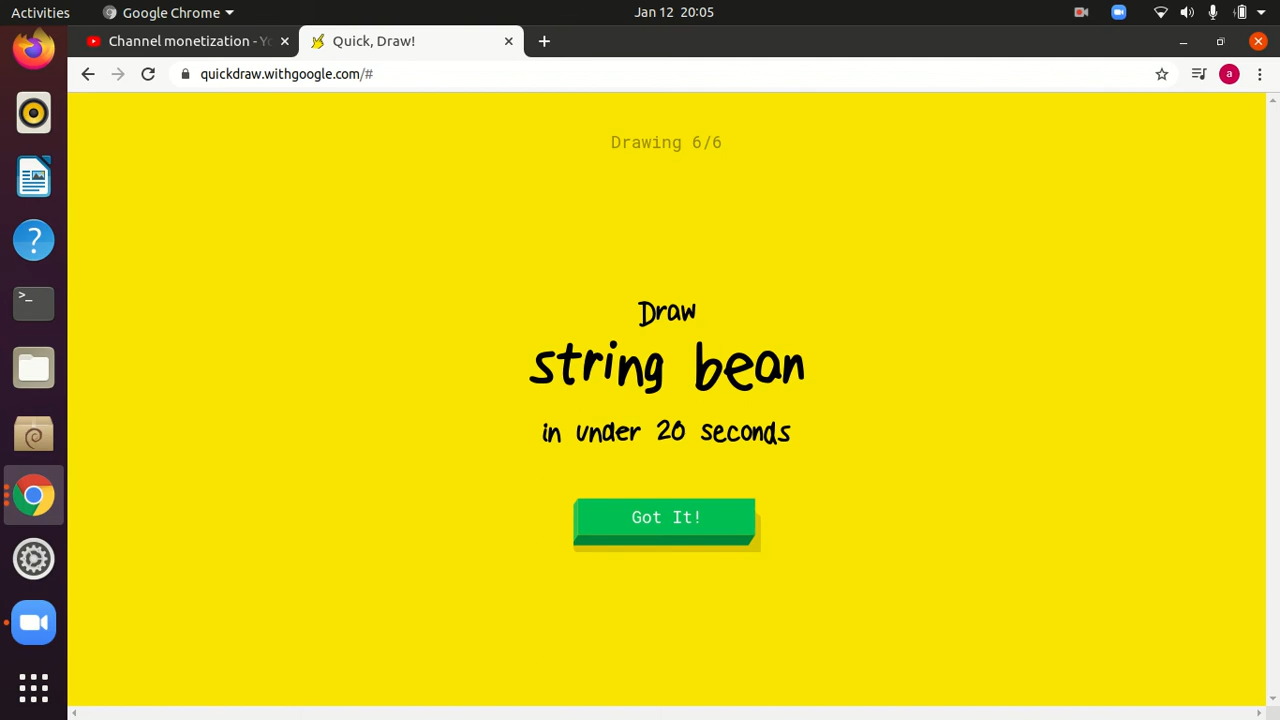 Activities
Google Chrome
Jan 12 20:05
Channel monetization - Yo
Quick, Draw!
quickdraw.withgoogle.com/#
a
Drawing 6/6
Draw
string bean
in under 20 seconds
Got It!